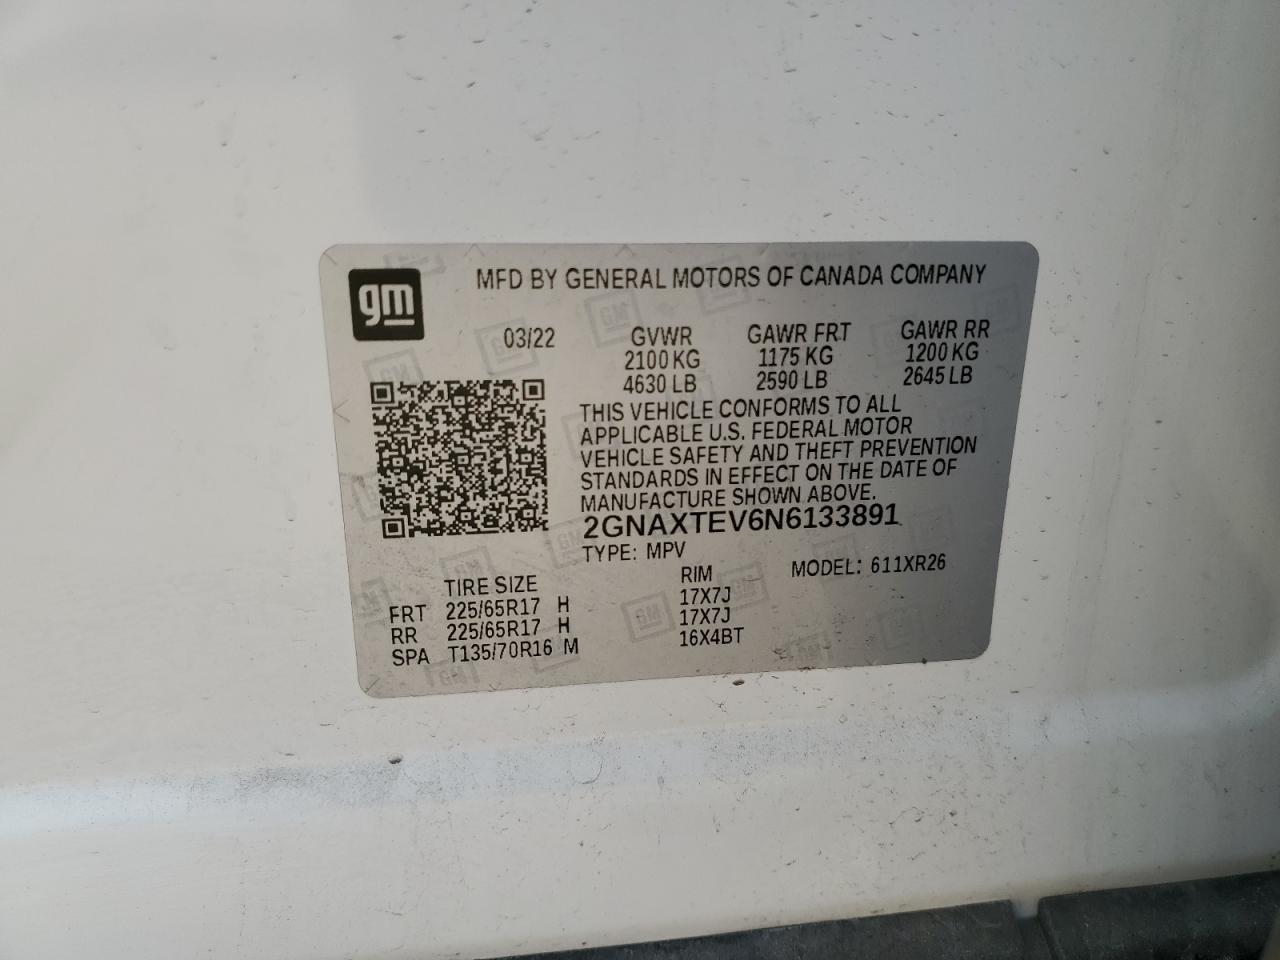 gm
MFD BY GENERAL MOTORS OF CANADA COMPANY
03/22 GVWR GAWR FRT GAWR RR
2100 KG 1175 KG 1200 KG
4630 LB 2590 LB 2645 LB
THIS VEHICLE CONFORMS TO ALL
APPLICABLE U.S. FEDERAL MOTOR
VEHICLE SAFETY AND THEFT PREVENTION
STANDARDS IN EFFECT ON THE DATE OF
MANUFACTURE SHOWN ABOVE.
2GNAXTEV6N6133891
TYPE: MPV MODEL: 611XR26
TIRE SIZE RIM
FRT 225/65R17 H 17X7J
RR 225/65R17 H 17X7J
SPA T135/70R16 M 16X4BT